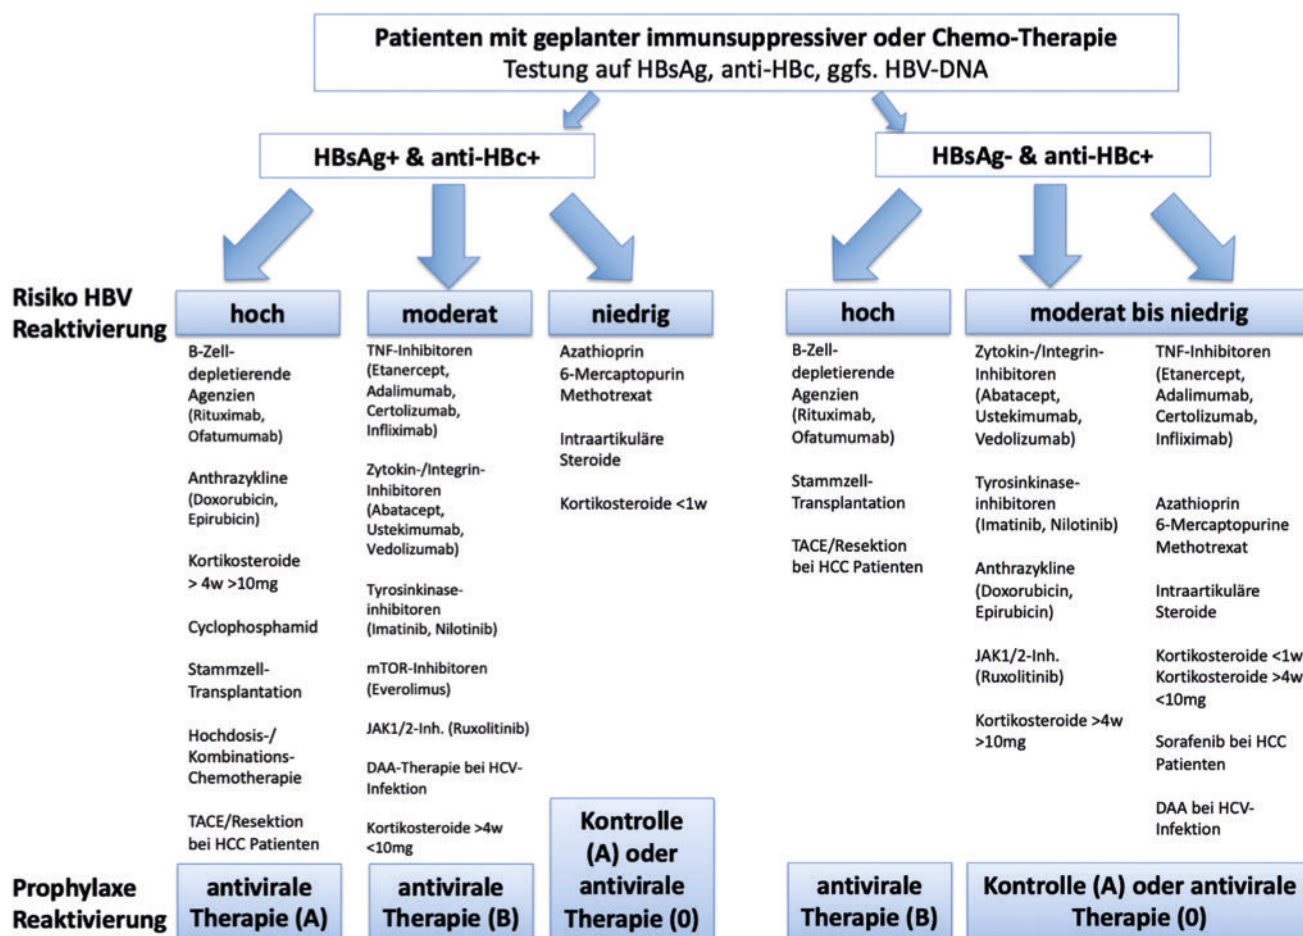 Patienten mit geplanter immunsuppressiver oder Chemo-Therapie
Testung auf HBsAg, anti-HBc, ggfs. HBV-DNA
HBsAg+ & anti-HBc+
HBsAg- & anti-HBc+
Risiko HBV
Reaktivierung
hoch
moderat
niedrig
hoch
moderat bis niedrig
B-Zell-
depletierende
Agenzien
(Rituximab,
Ofatumumab)
Anthrazykline
(Doxorubicin,
Epirubicin)
Kortikosteroide
> 4w >10mg
Cyclophosphamid
Stammzell-
Transplantation
Hochdosis-/
Kombinations-
Chemotherapie
TACE/Resektion
bei HCC Patienten
TNF-Inhibitoren
(Etanercept,
Adalimumab,
Certolizumab,
Infliximab)
Zytokin-/Integrin-
Inhibitoren
(Abatacept,
Ustekimumab,
Vedolizumab)
Tyrosinkinase-
inhibitoren
(Imatinib, Nilotinib)
mTOR-Inhibitoren
(Everolimus)
JAK1/2-Inh. (Ruxolitinib)
DAA-Therapie bei HCV-
Infektion
Kortikosteroide >4w
<10mg
Azathioprin
6-Mercaptopurin
Methotrexat
Intraartikuläre
Steroide
Kortikosteroide <1w
B-Zell-
depletierende
Agenzien
(Rituximab,
Ofatumumab)
Stammzell-
Transplantation
TACE/Resektion
bei HCC Patienten
Zytokin-/Integrin-
Inhibitoren
(Abatacept,
Ustekimumab,
Vedolizumab)
Tyrosinkinase-
inhibitoren
(Imatinib, Nilotinib)
Anthrazykline
(Doxorubicin,
Epirubicin)
JAK1/2-Inh.
(Ruxolitinib)
Kortikosteroide >4w
>10mg
TNF-Inhibitoren
(Etanercept,
Adalimumab,
Certolizumab,
Infliximab)
Azathioprin
6-Mercaptopurine
Methotrexat
Intraartikuläre
Steroide
Kortikosteroide <1w
Kortikosteroide >4w
<10mg
Sorafenib bei HCC
Patienten
DAA bei HCV-
Infektion
Prophylaxe
Reaktivierung
antivirale
Therapie (A)
antivirale
Therapie (B)
Kontrolle
(A) oder
antivirale
Therapie (0)
antivirale
Therapie (B)
Kontrolle (A) oder antivirale
Therapie (0)